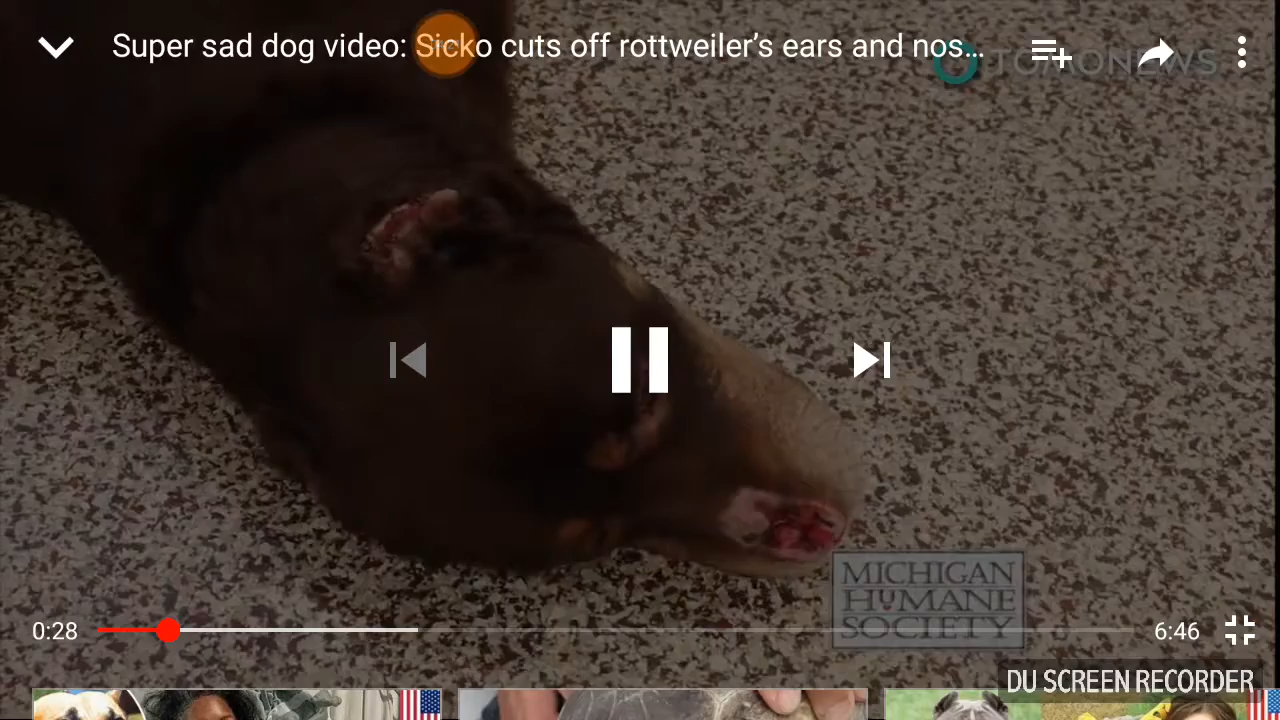 Super sad dog video: Sicko cuts off rottweiler's ears and nos...
TOMONEWS
MICHIGAN
HUMANE
SOCIETY
0:28
6:46
DU SCREEN RECORDER